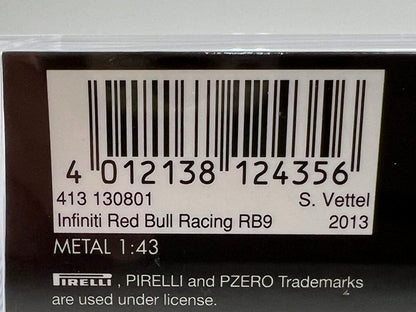 4 012138 124356
413 130801 S. Vettel
Infiniti Red Bull Racing RB9 2013
METAL 1:43
PIRELLI, PIRELLI and PZERO Trademarks
are used under license.